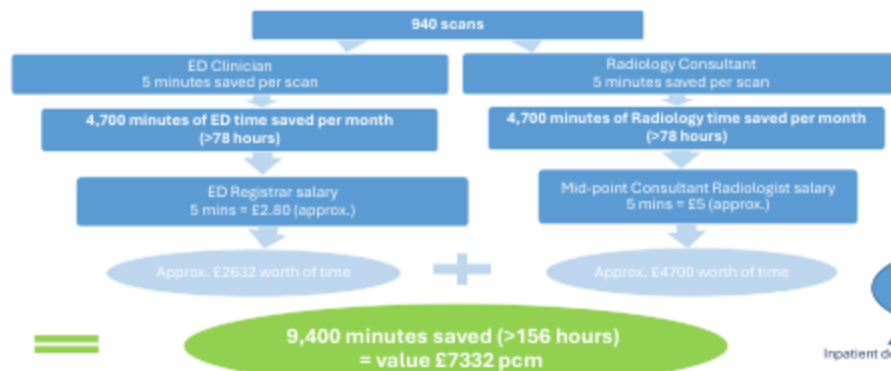 940 scans
ED Clinician
5 minutes saved per scan
Radiology Consultant
5 minutes saved per scan
4,700 minutes of ED time saved per month
(>78 hours)
4,700 minutes of Radiology time saved per month
(>78 hours)
ED Registrar salary
5 mins = £2.80 (approx.)
Mid-point Consultant Radiologist salary
5 mins = £5 (approx.)
Approx. £2632 worth of time
+
Approx. £4700 worth of time
=
9,400 minutes saved (>156 hours)
= value £7332 pcm
Inpatient